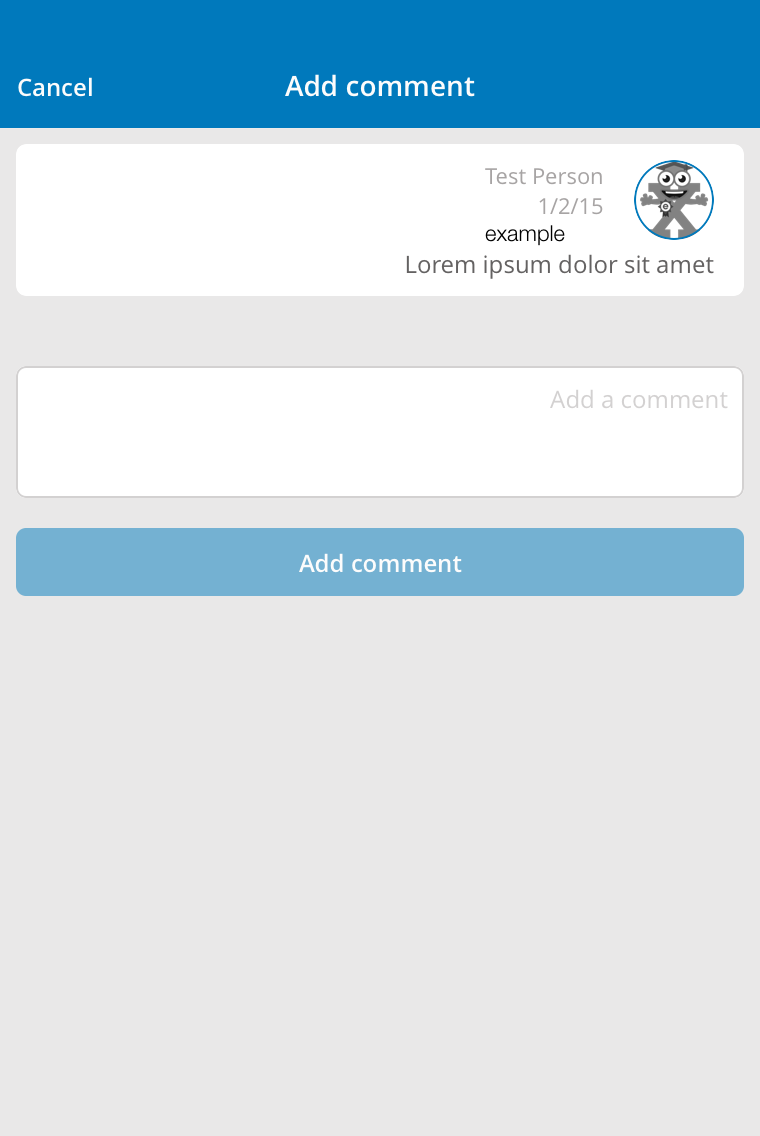 Cancel
Add comment
Test Person
1/2/15
example
Lorem ipsum dolor sit amet
Add a comment
Add comment